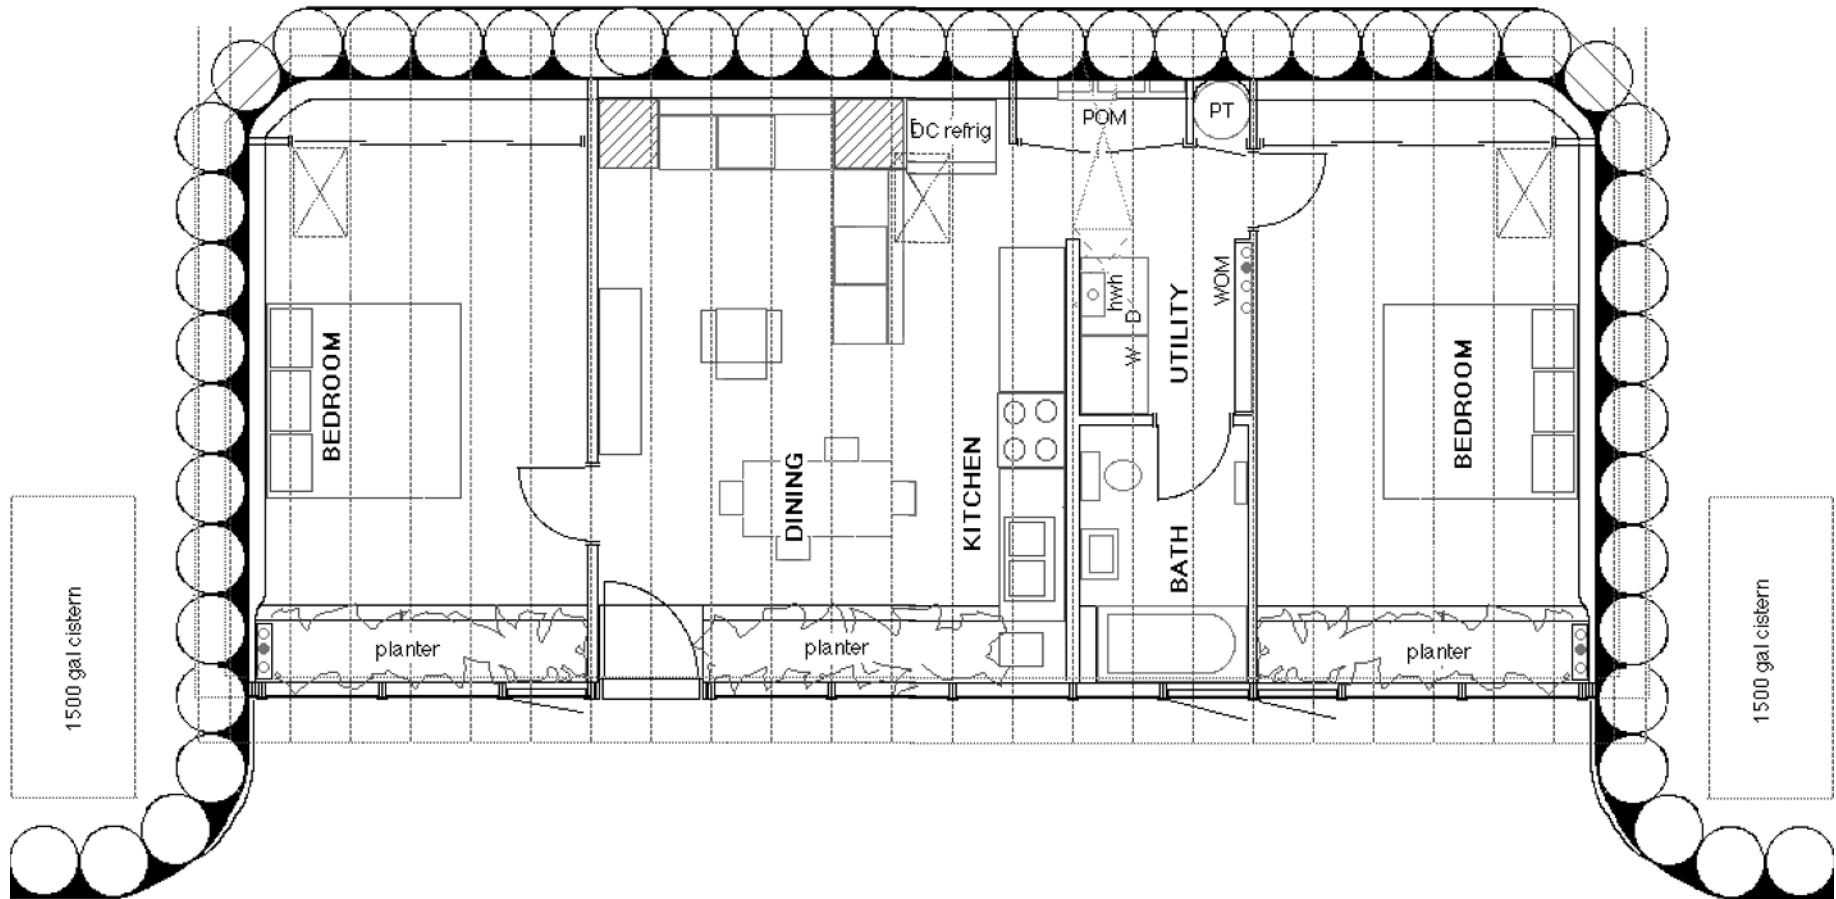 DC refrig
POM
PT
BEDROOM
hwh
D
W
UTILITY
WOM
BEDROOM
DINING
KITCHEN
BATH
planter
planter
planter
1500 gal cistern
1500 gal cistern